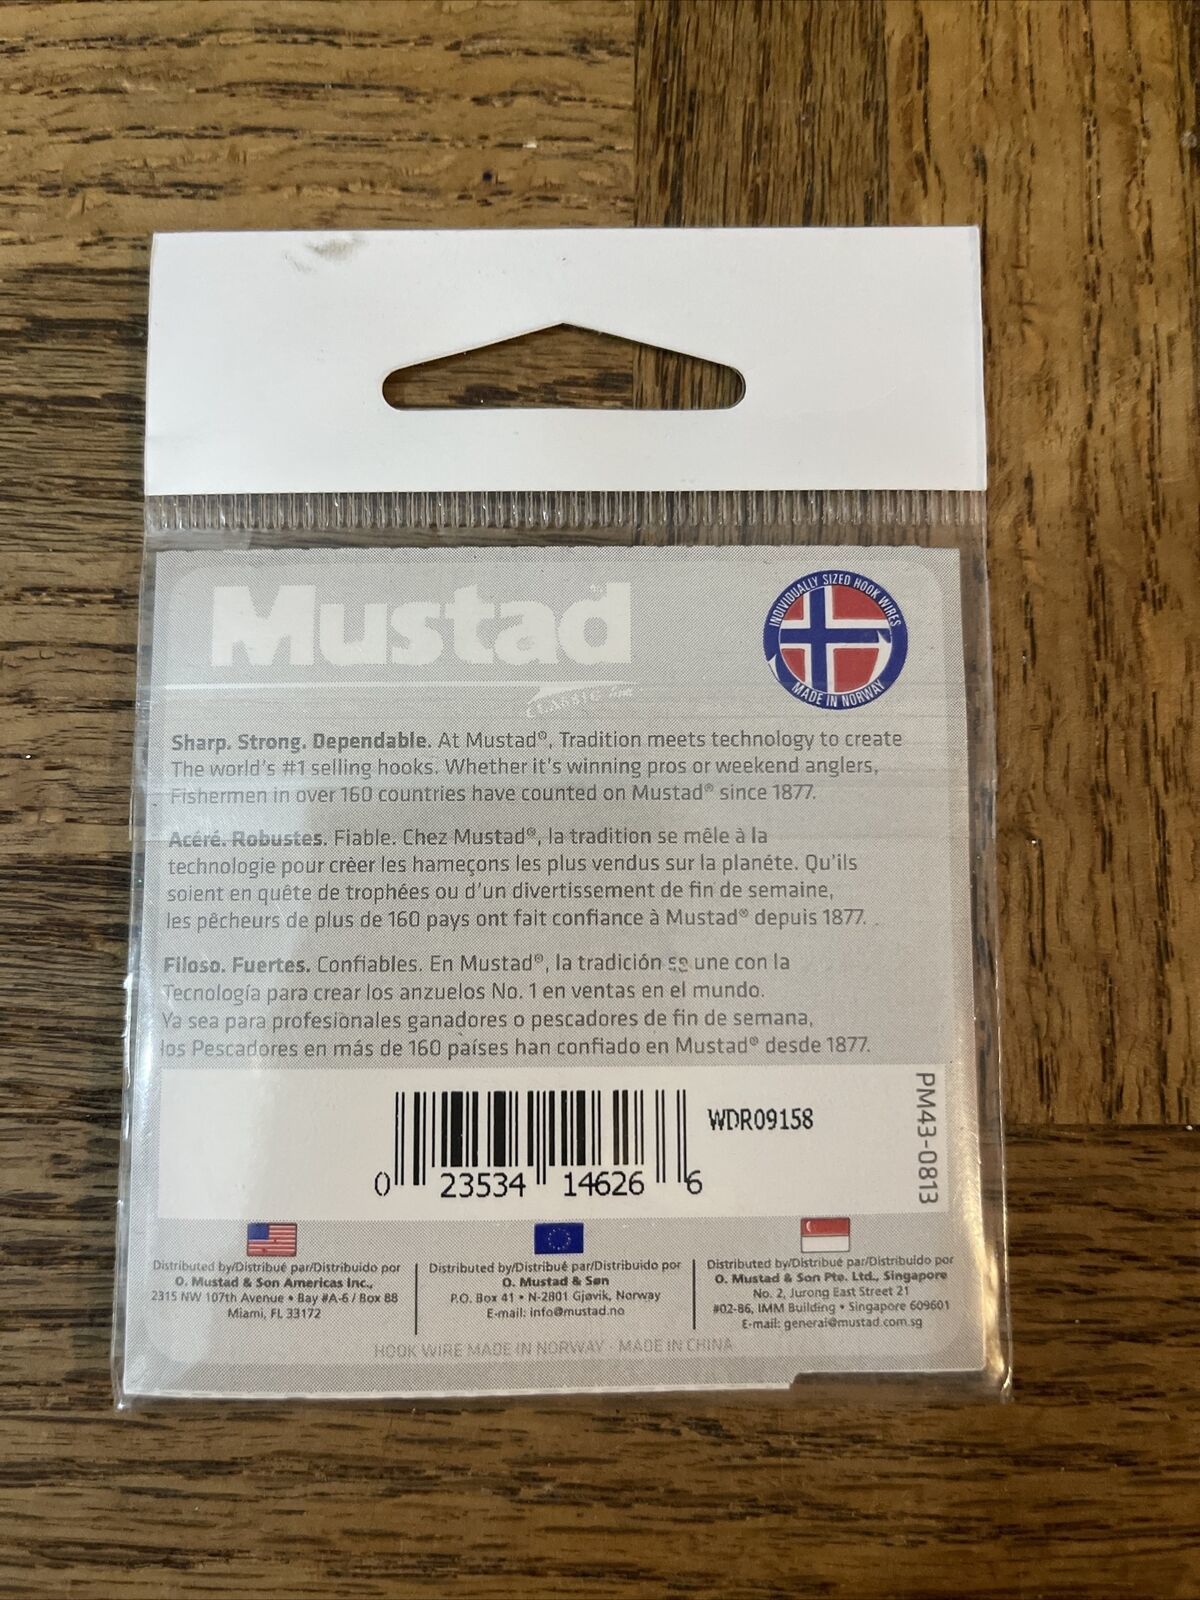 Mustad
CLASSIC line
INDIVIDUALLY SIZED HOOK WIRES
MADE IN NORWAY
Sharp. Strong. Dependable. At Mustad®, Tradition meets technology to create
The world's #1 selling hooks. Whether it's winning pros or weekend anglers,
Fishermen in over 160 countries have counted on Mustad® since 1877.
Acéré. Robustes. Fiable. Chez Mustad®, la tradition se mêle à la
technologie pour crèer les hameçons les plus vendus sur la planéte. Qu'ils
soient en quête de trophées ou d'un divertissement de fin de semaine,
les pêcheurs de plus de 160 pays ont fait confiance à Mustad® depuis 1877.
Filoso. Fuertes. Confiables. En Mustad®, la tradición se une con la
Tecnología para crear los anzuelos No. 1 en ventas en el mundo.
Ya sea para profesionales ganadores o pescadores de fin de semana,
los Pescadores en más de 160 países han confiado en Mustad® desde 1877.
WDR09158
0 23534 14626 6
PM43-0813
Distributed by/Distribué par/Distribuido por
O. Mustad & Son Americas Inc.,
2315 NW 107th Avenue • Bay #A-6 / Box 88
Miami, FL 33172
Distributed by/Distribué par/Distribuido por
O. Mustad & Søn
P.O. Box 41 • N-2801 Gjøvik, Norway
E-mail: info@mustad.no
Distributed by/Distribué par/Distribuido por
O. Mustad & Son Pte. Ltd., Singapore
No. 2, Jurong East Street 21
#02-86, IMM Building • Singapore 609601
E-mail: general@mustad.com.sg
HOOK WIRE MADE IN NORWAY · MADE IN CHINA